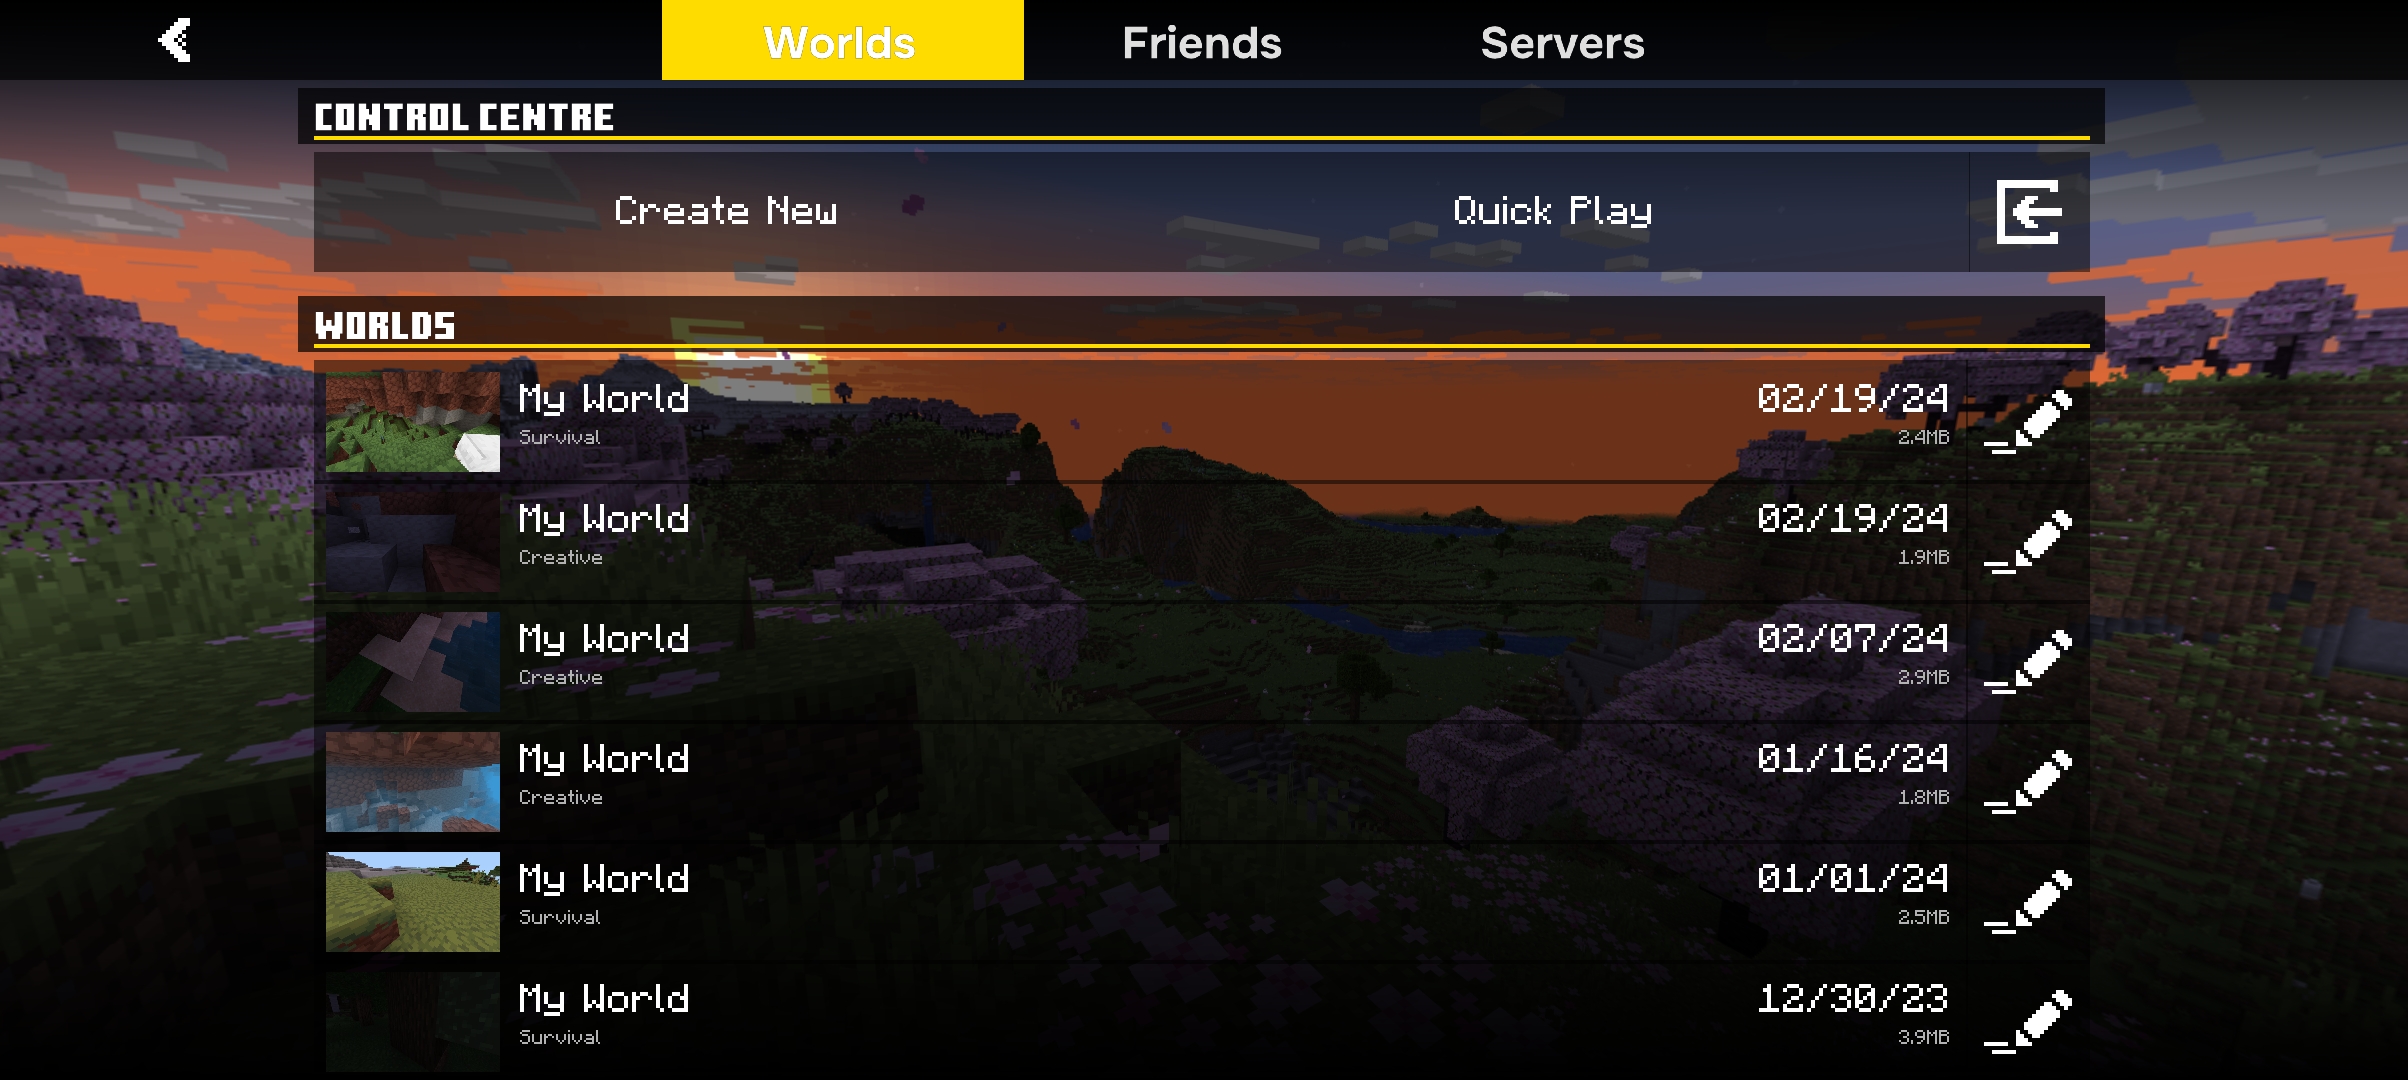 Worlds Friends Servers
CONTROL CENTRE
Create New Quick Play
WORLDS
My World 02/19/24
Survival 2.4MB
My World 02/19/24
Creative 1.9MB
My World 02/07/24
Creative 2.9MB
My World 01/16/24
Creative 1.8MB
My World 01/01/24
Survival 2.5MB
My World 12/30/23
Survival 3.9MB